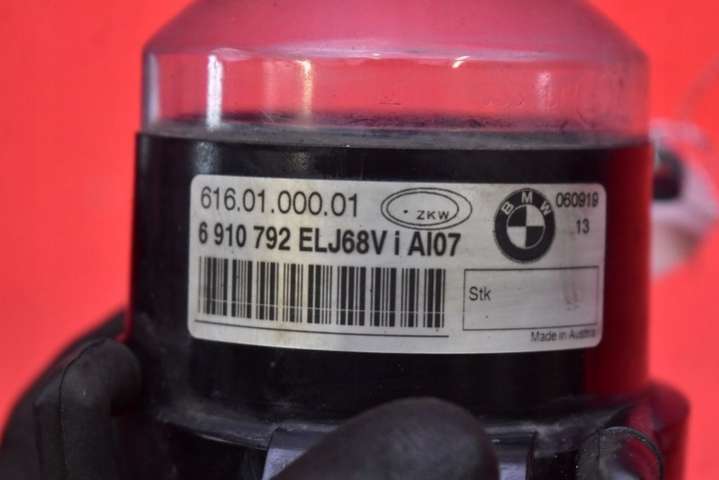 616.01.000.01
ZKW
BMW
060919
13
6 910 792 ELJ68V i AI07
Stk
Made in Austria